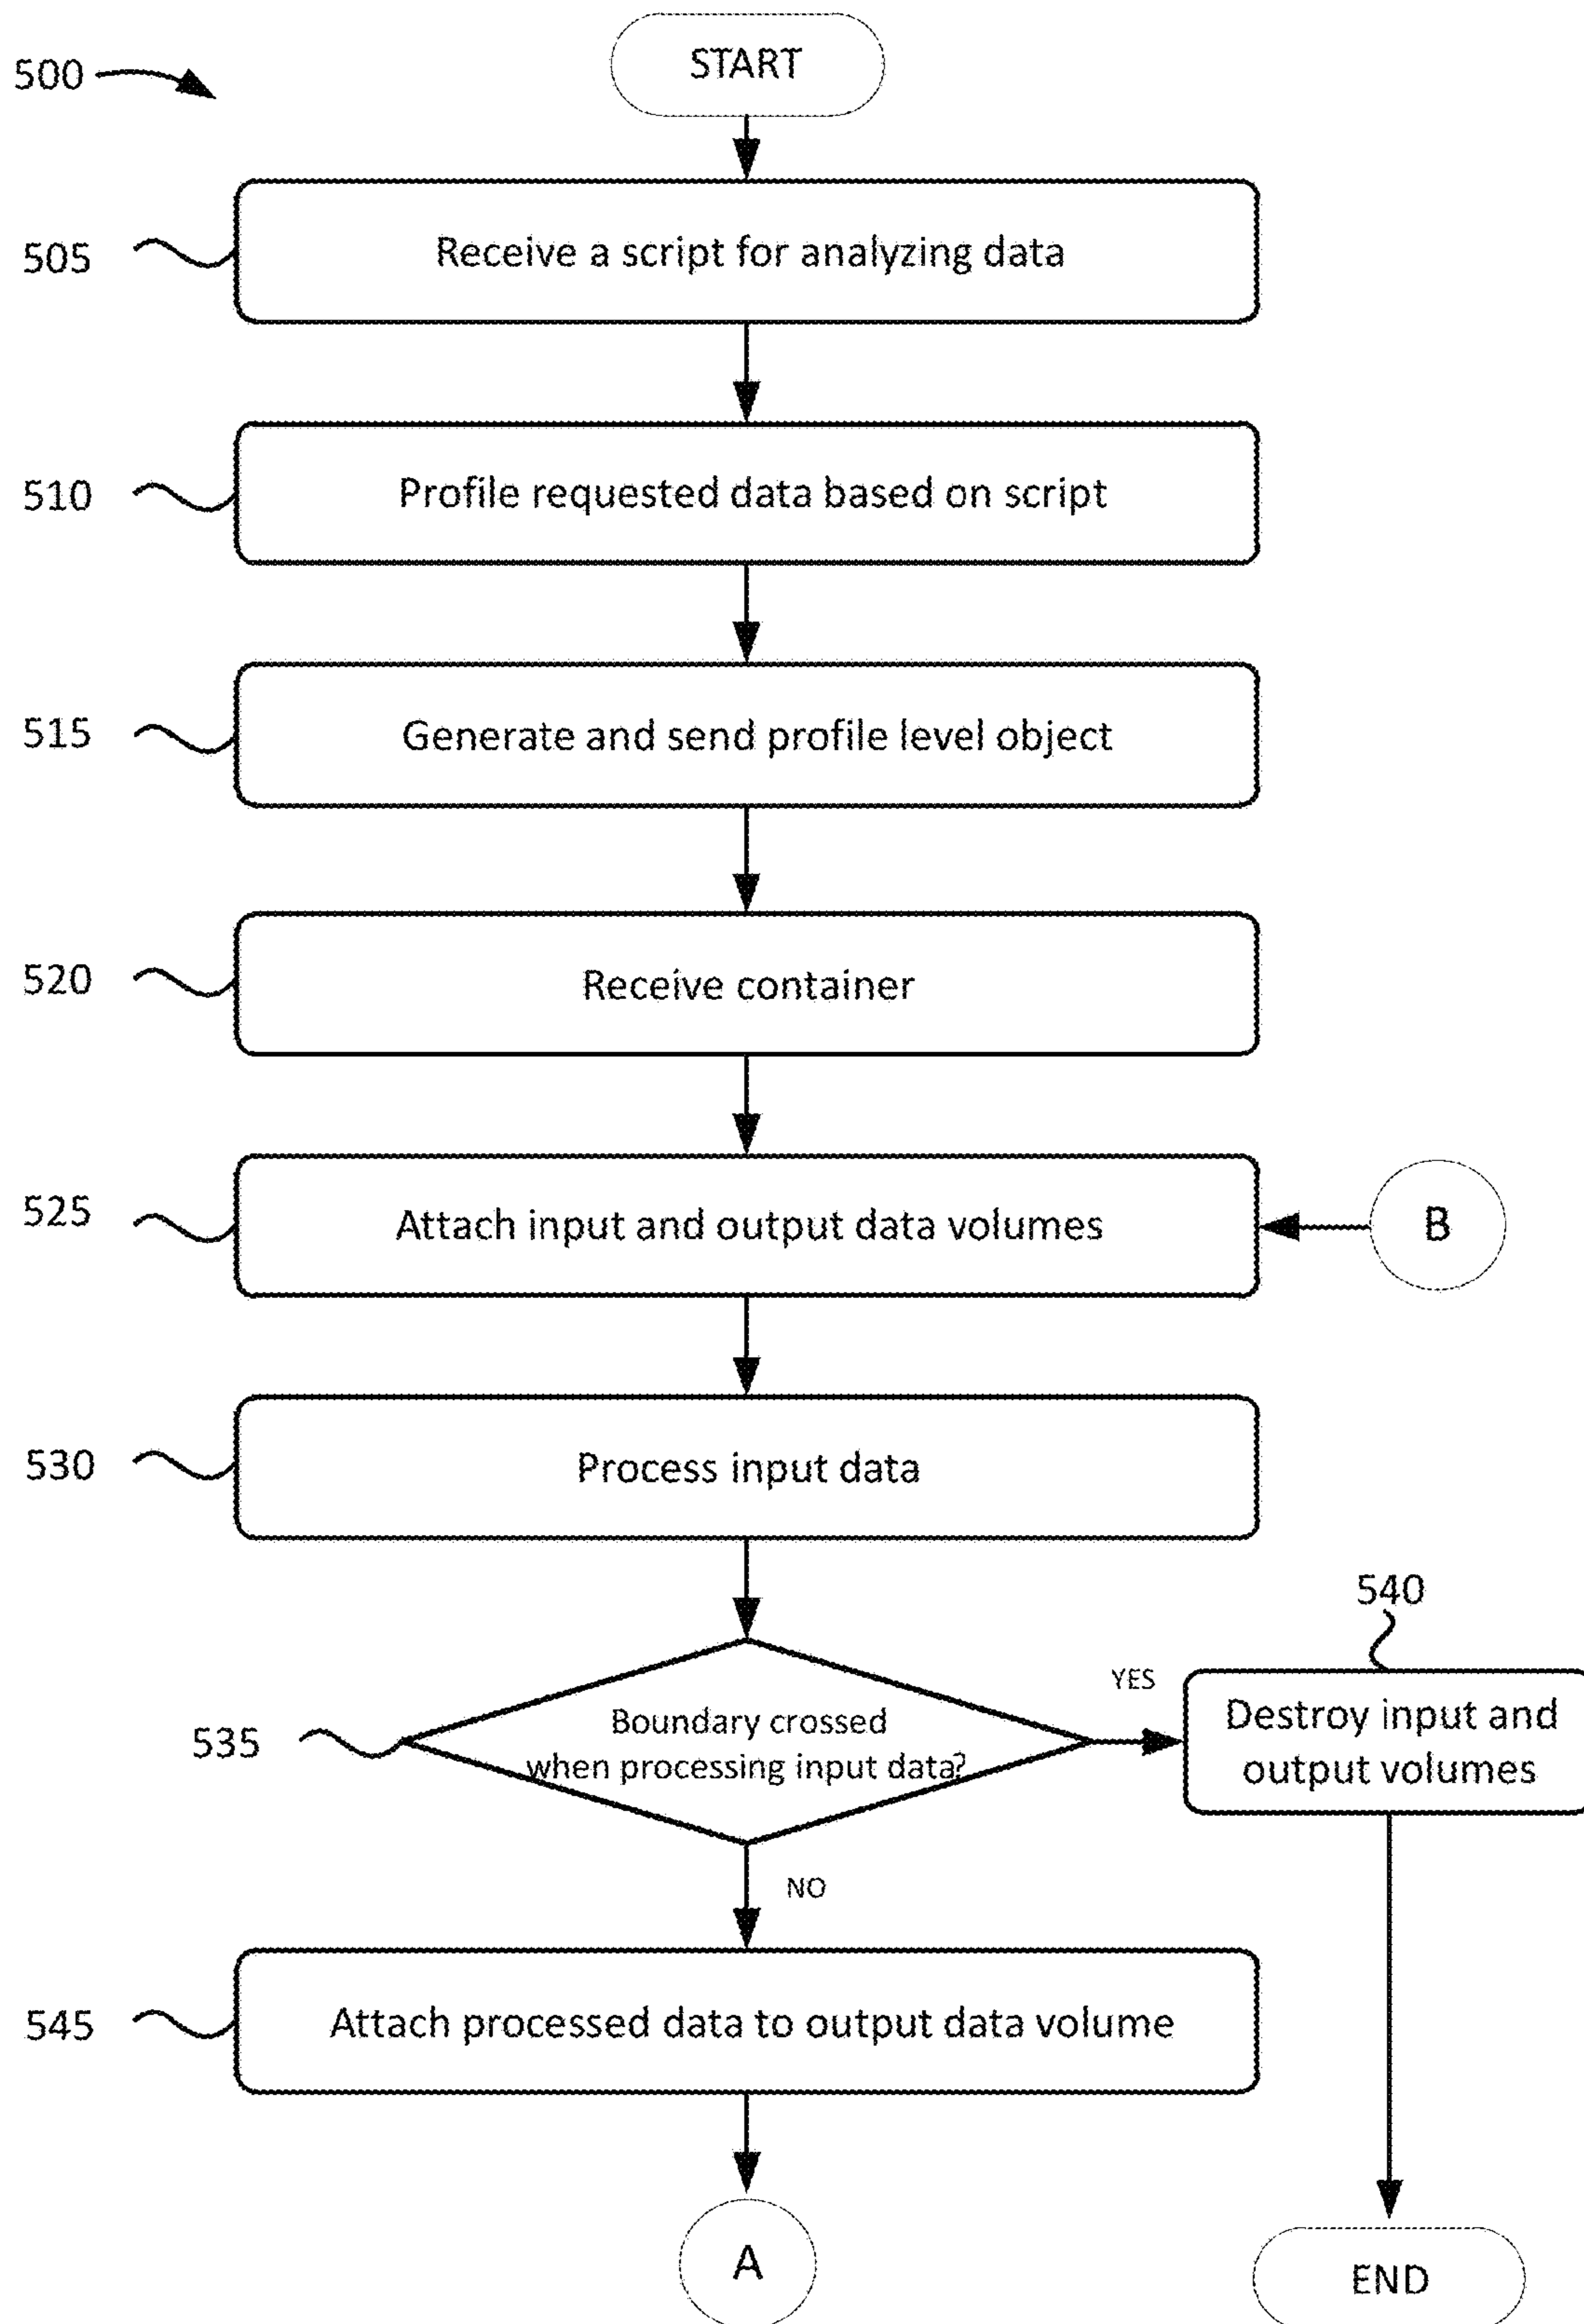 START
500
505
Receive a script for analyzing data
510
Profile requested data based on script
515
Generate and send profile level object
520
Receive container
525
Attach input and output data volumes
B
530
Process input data
540
YES
535
Boundary crossed
when processing input data?
Destroy input and
output volumes
NO
545
Attach processed data to output data volume
A
END